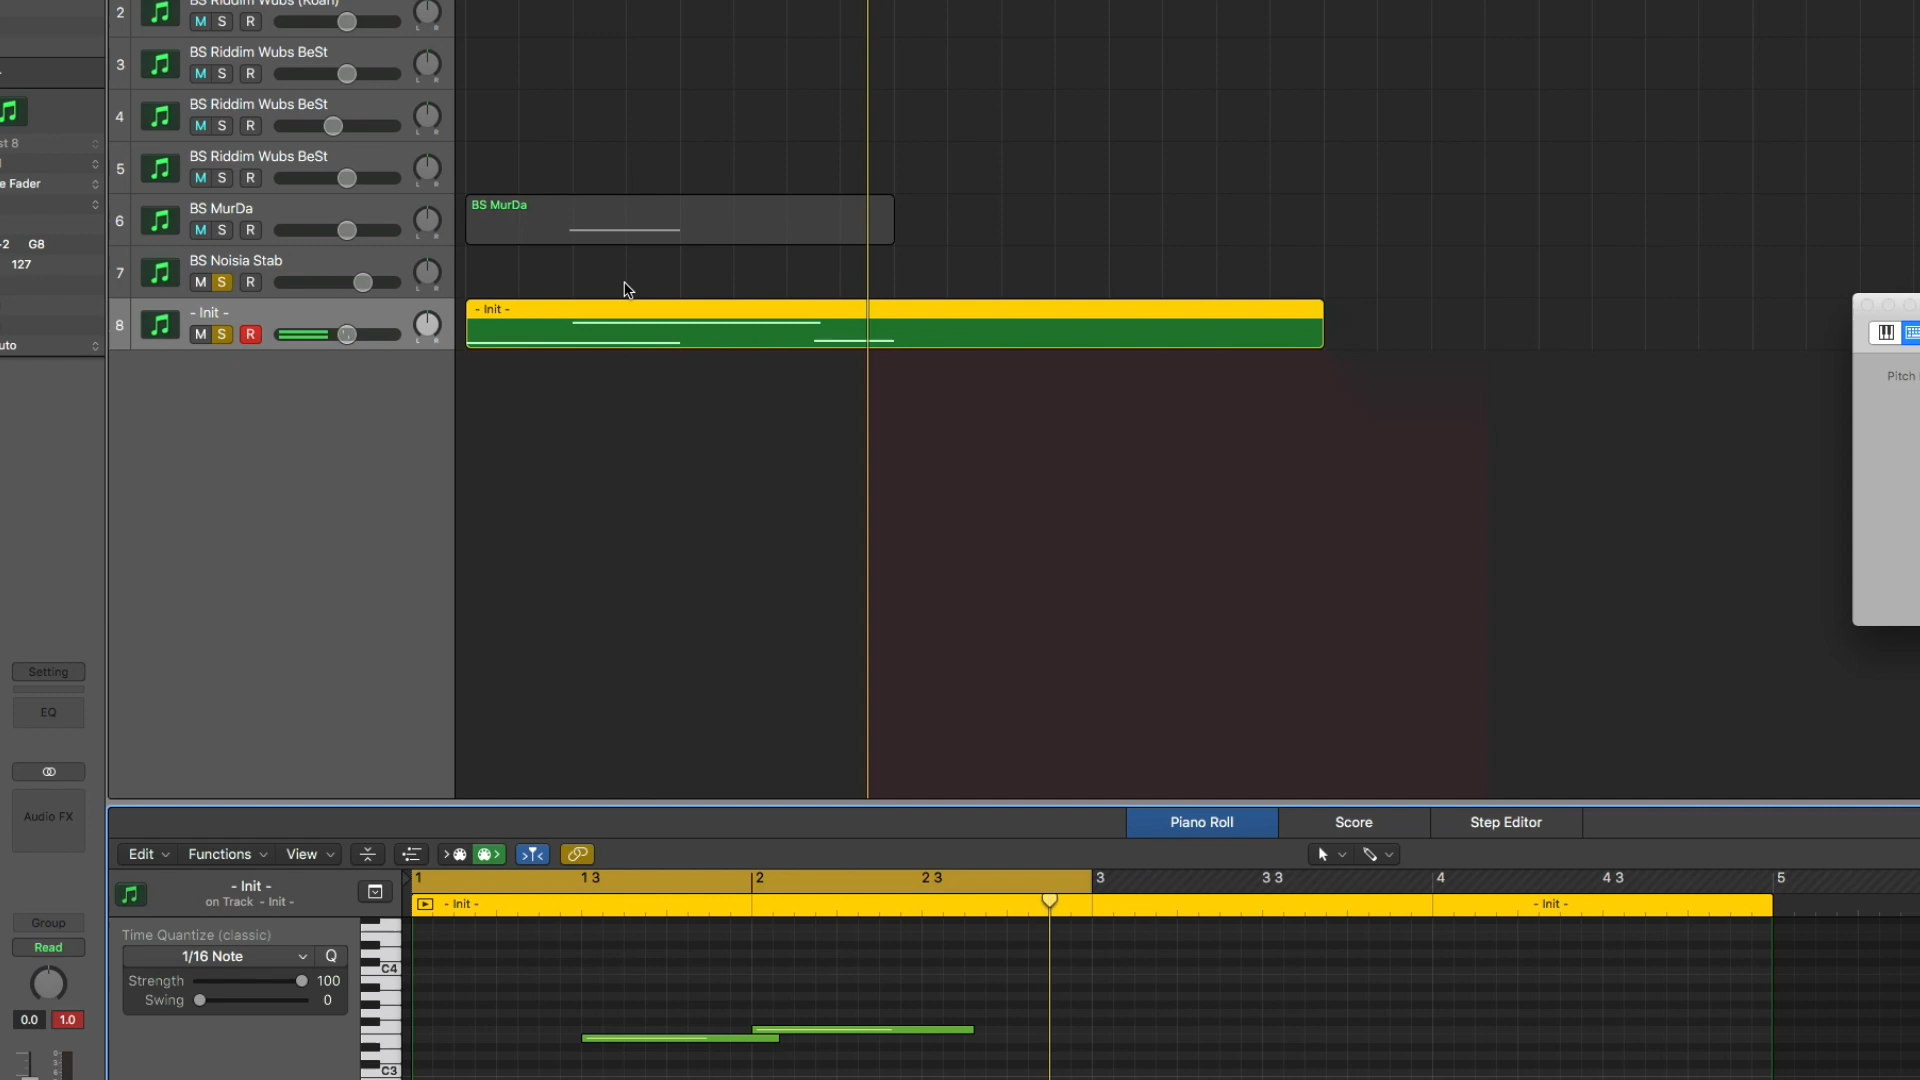 2 BS Riddim Wubs (Koan)
M S R
L R
3 BS Riddim Wubs BeSt
M S R
L R
4 BS Riddim Wubs BeSt
M S R
L R
st 8
5 BS Riddim Wubs BeSt
M S R
L R
e Fader
6 BS MurDa
M S R
L R
BS MurDa
-2 G8
127
7 BS Noisia Stab
M S R
L R
8 - Init -
M S R
L R
- Init -
uto
Pitch
Setting
EQ
Audio FX
Group
Read
0.0 1.0
Piano Roll Score Step Editor
Edit Functions View
1 1 3 2 2 3 3 3 3 4 4 3 5
- Init -
on Track - Init -
- Init - - Init -
Time Quantize (classic)
1/16 Note Q
Strength 100
Swing 0
C4
C3